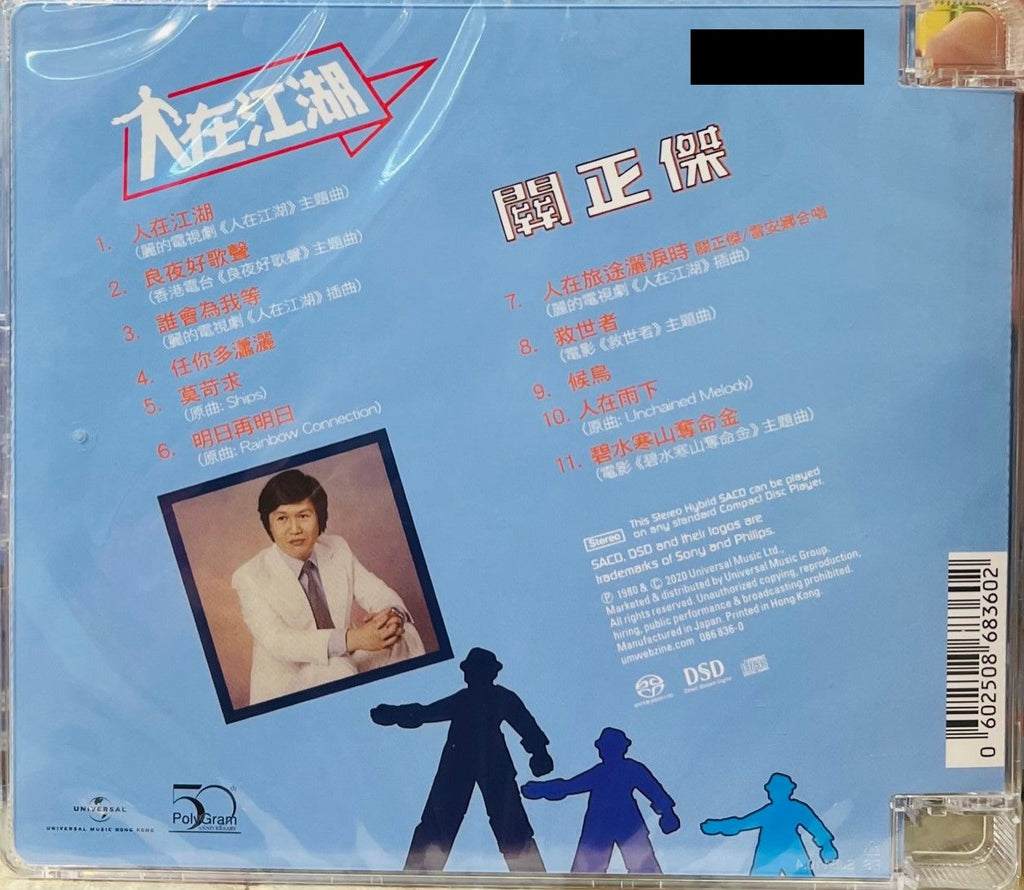 人在江湖
關正傑
1. 人在江湖
(麗的電視劇《人在江湖》主題曲)
2. 良夜好歌聲
(香港電台《良夜好歌聲》主題曲)
3. 誰會為我等
(麗的電視劇《人在江湖》插曲)
4. 任你多瀟灑
5. 莫苛求
(原曲: Ships)
6. 明日再明日
(原曲: Rainbow Connection)
7. 人在旅途灑淚時 關正傑/雷安娜合唱
(麗的電視劇《人在江湖》插曲)
8. 救世者
(電影《救世者》主題曲)
9. 候鳥
10. 人在雨下
(原曲: Unchained Melody)
11. 碧水寒山奪命金
(電影《碧水寒山奪命金》主題曲)
Stereo
This Stereo Hybrid SACD can be played
on any standard Compact Disc Player.
SACD, DSD and their logos are
trademarks of Sony and Philips.
Ⓟ 1980 & © 2020 Universal Music Ltd.,
Marketed & distributed by Universal Music Group.
All rights reserved. Unauthorized copying, reproduction,
hiring, public performance & broadcasting prohibited.
Manufactured in Japan. Printed in Hong Kong.
umwebzine.com 086 836-0
DSD
Direct Stream Digital
0 602508 683602
UNIVERSAL
UNIVERSAL MUSIC HONG KONG
50th
PolyGram
ANNIVERSARY